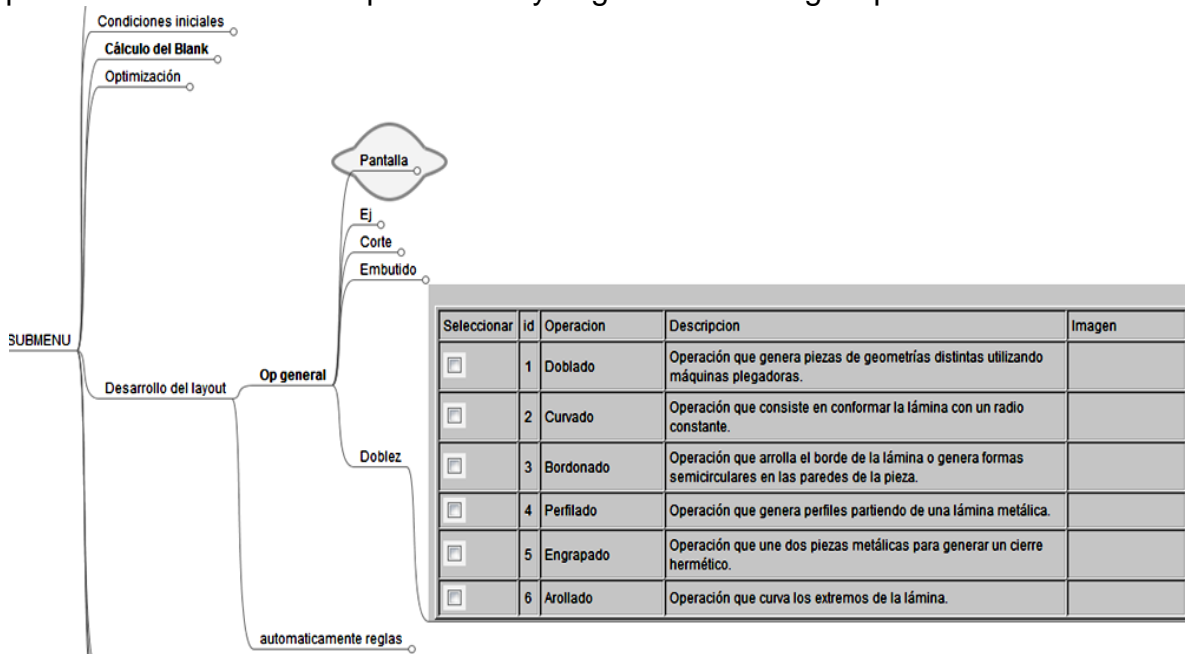 Condiciones iniciales
Cálculo del Blank
Optimización
Pantalla
Ej
Corte
Embutido
SUBMENU
Desarrollo del layout
Op general
Doblez
automaticamente reglas
Seleccionar id Operacion Descripcion Imagen
1 Doblado Operación que genera piezas de geometrías distintas utilizando
máquinas plegadoras.
2 Curvado Operación que consiste en conformar la lámina con un radio
constante.
3 Bordonado Operación que arrolla el borde de la lámina o genera formas
semicirculares en las paredes de la pieza.
4 Perfilado Operación que genera perfiles partiendo de una lámina metálica.
5 Engrapado Operación que une dos piezas metálicas para generar un cierre
hermético.
6 Arollado Operación que curva los extremos de la lámina.